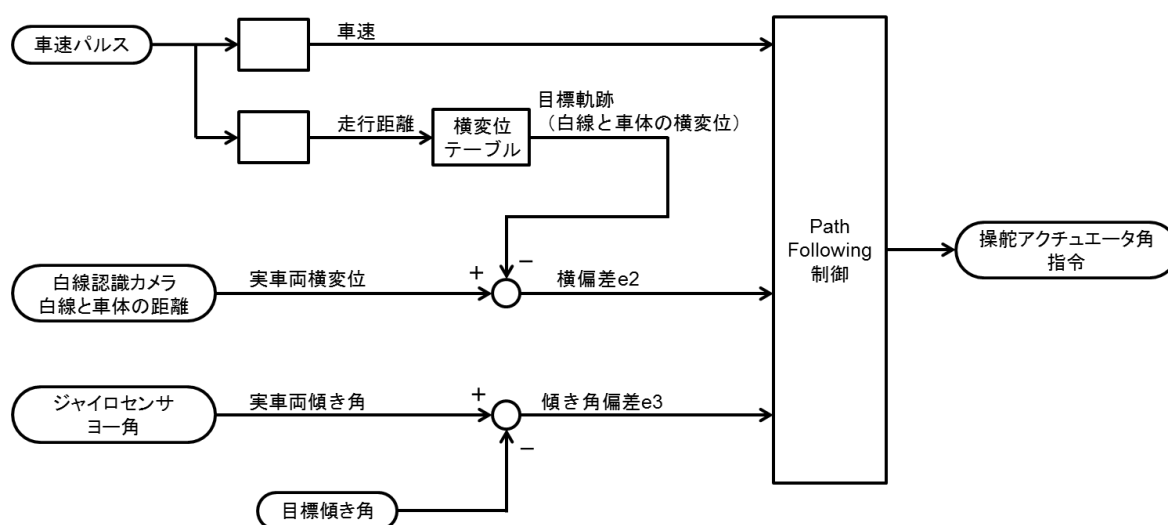 車速パルス
車速
走行距離
横変位
テーブル
目標軌跡
（白線と車体の横変位）
Path
Following
制御
操舵アクチュエータ角
指令
白線認識カメラ
白線と車体の距離
実車両横変位
+
−
横偏差e2
ジャイロセンサ
ヨー角
実車両傾き角
+
−
傾き角偏差e3
目標傾き角